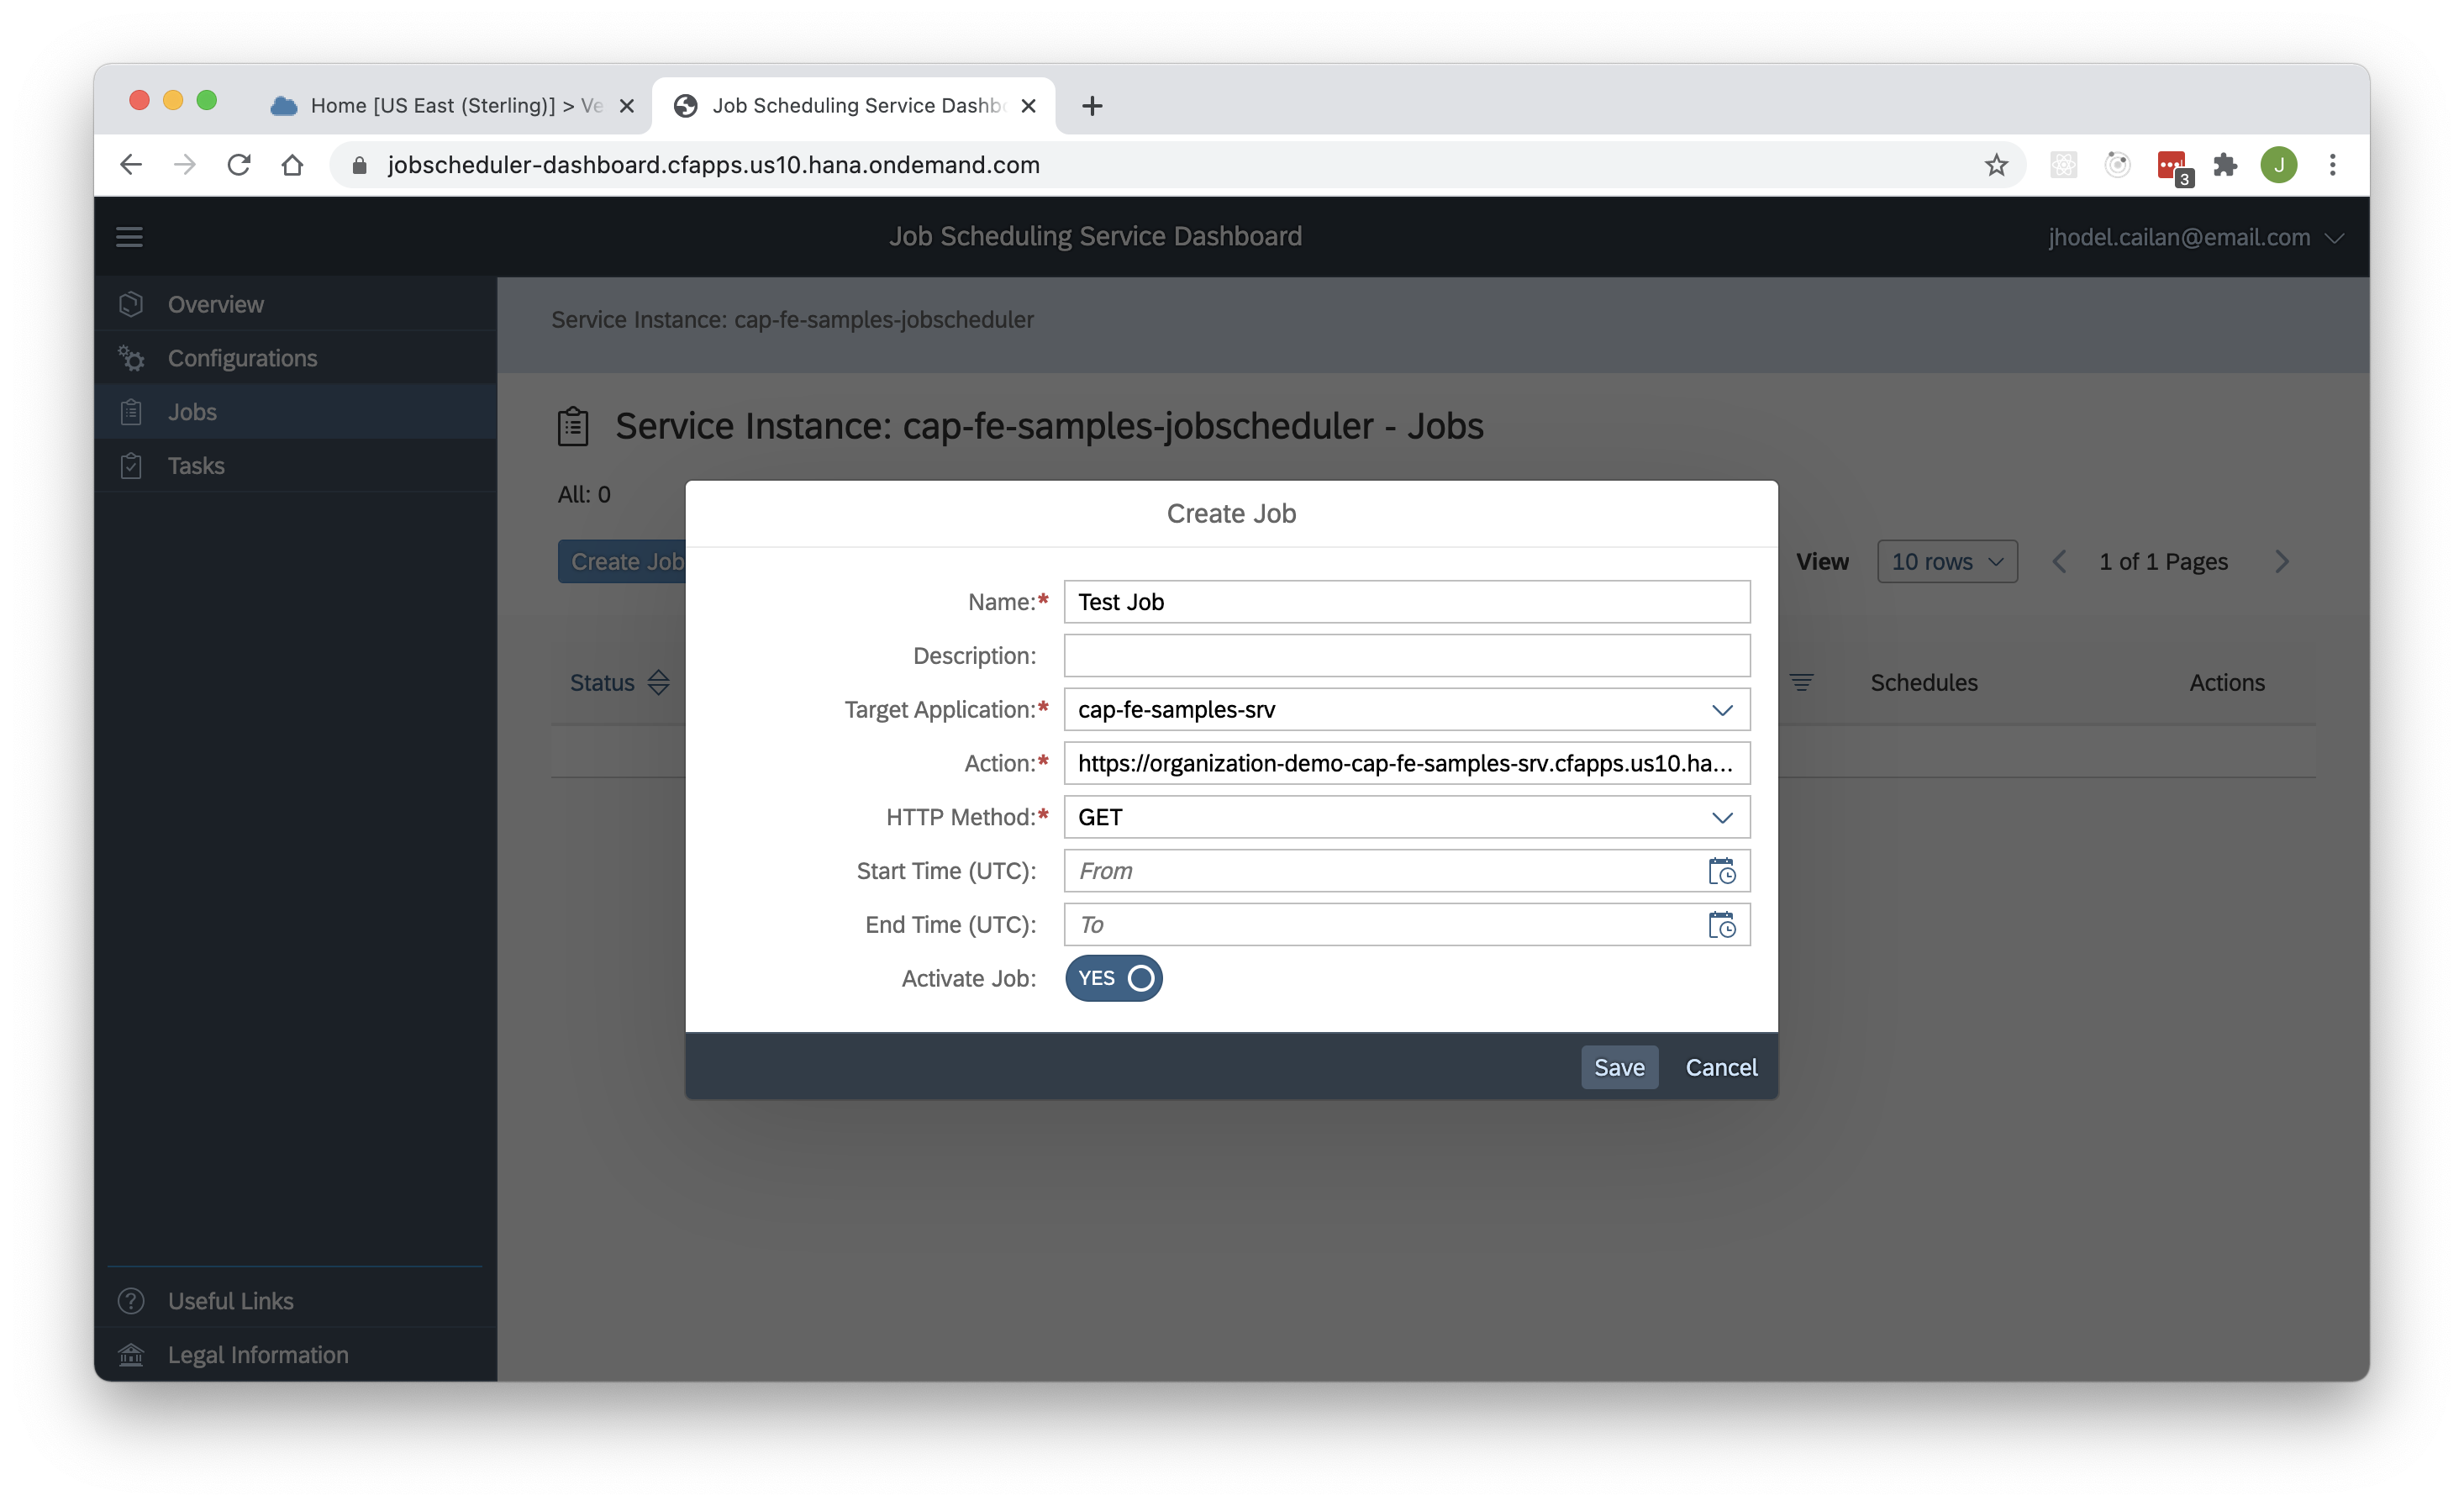 Home [US East (Sterling)] > Ve
Job Scheduling Service Dashb
jobscheduler-dashboard.cfapps.us10.hana.ondemand.com
3
J
Job Scheduling Service Dashboard
jhodel.cailan@email.com
Overview
Configurations
Jobs
Tasks
Service Instance: cap-fe-samples-jobscheduler
Service Instance: cap-fe-samples-jobscheduler - Jobs
All: 0
Create Job
View
10 rows
1 of 1 Pages
Status
Schedules
Actions
Create Job
Name:* Test Job
Description:
Target Application:* cap-fe-samples-srv
Action:* https://organization-demo-cap-fe-samples-srv.cfapps.us10.ha...
HTTP Method:* GET
Start Time (UTC): From
End Time (UTC): To
Activate Job: YES
Save Cancel
Useful Links
Legal Information